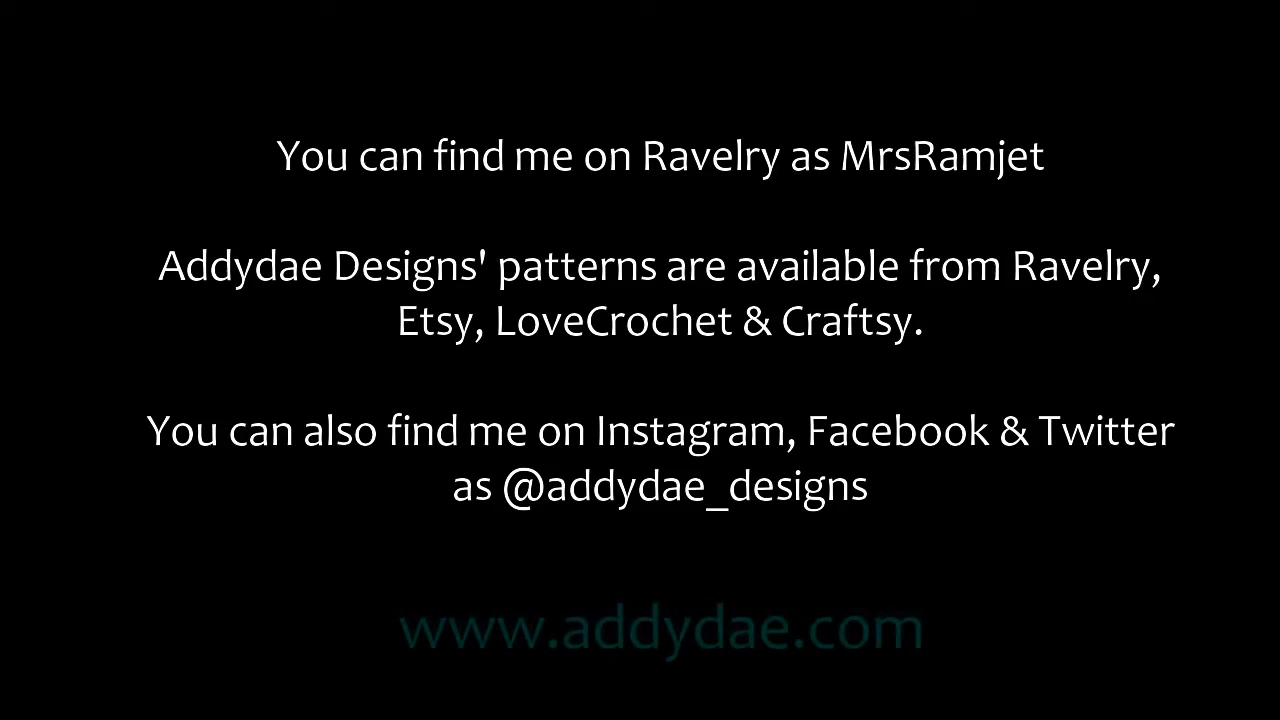 You can find me on Ravelry as MrsRamjet
Addydae Designs' patterns are available from Ravelry,
Etsy, LoveCrochet & Craftsy.
You can also find me on Instagram, Facebook & Twitter
as @addydae_designs
www.addydae.com